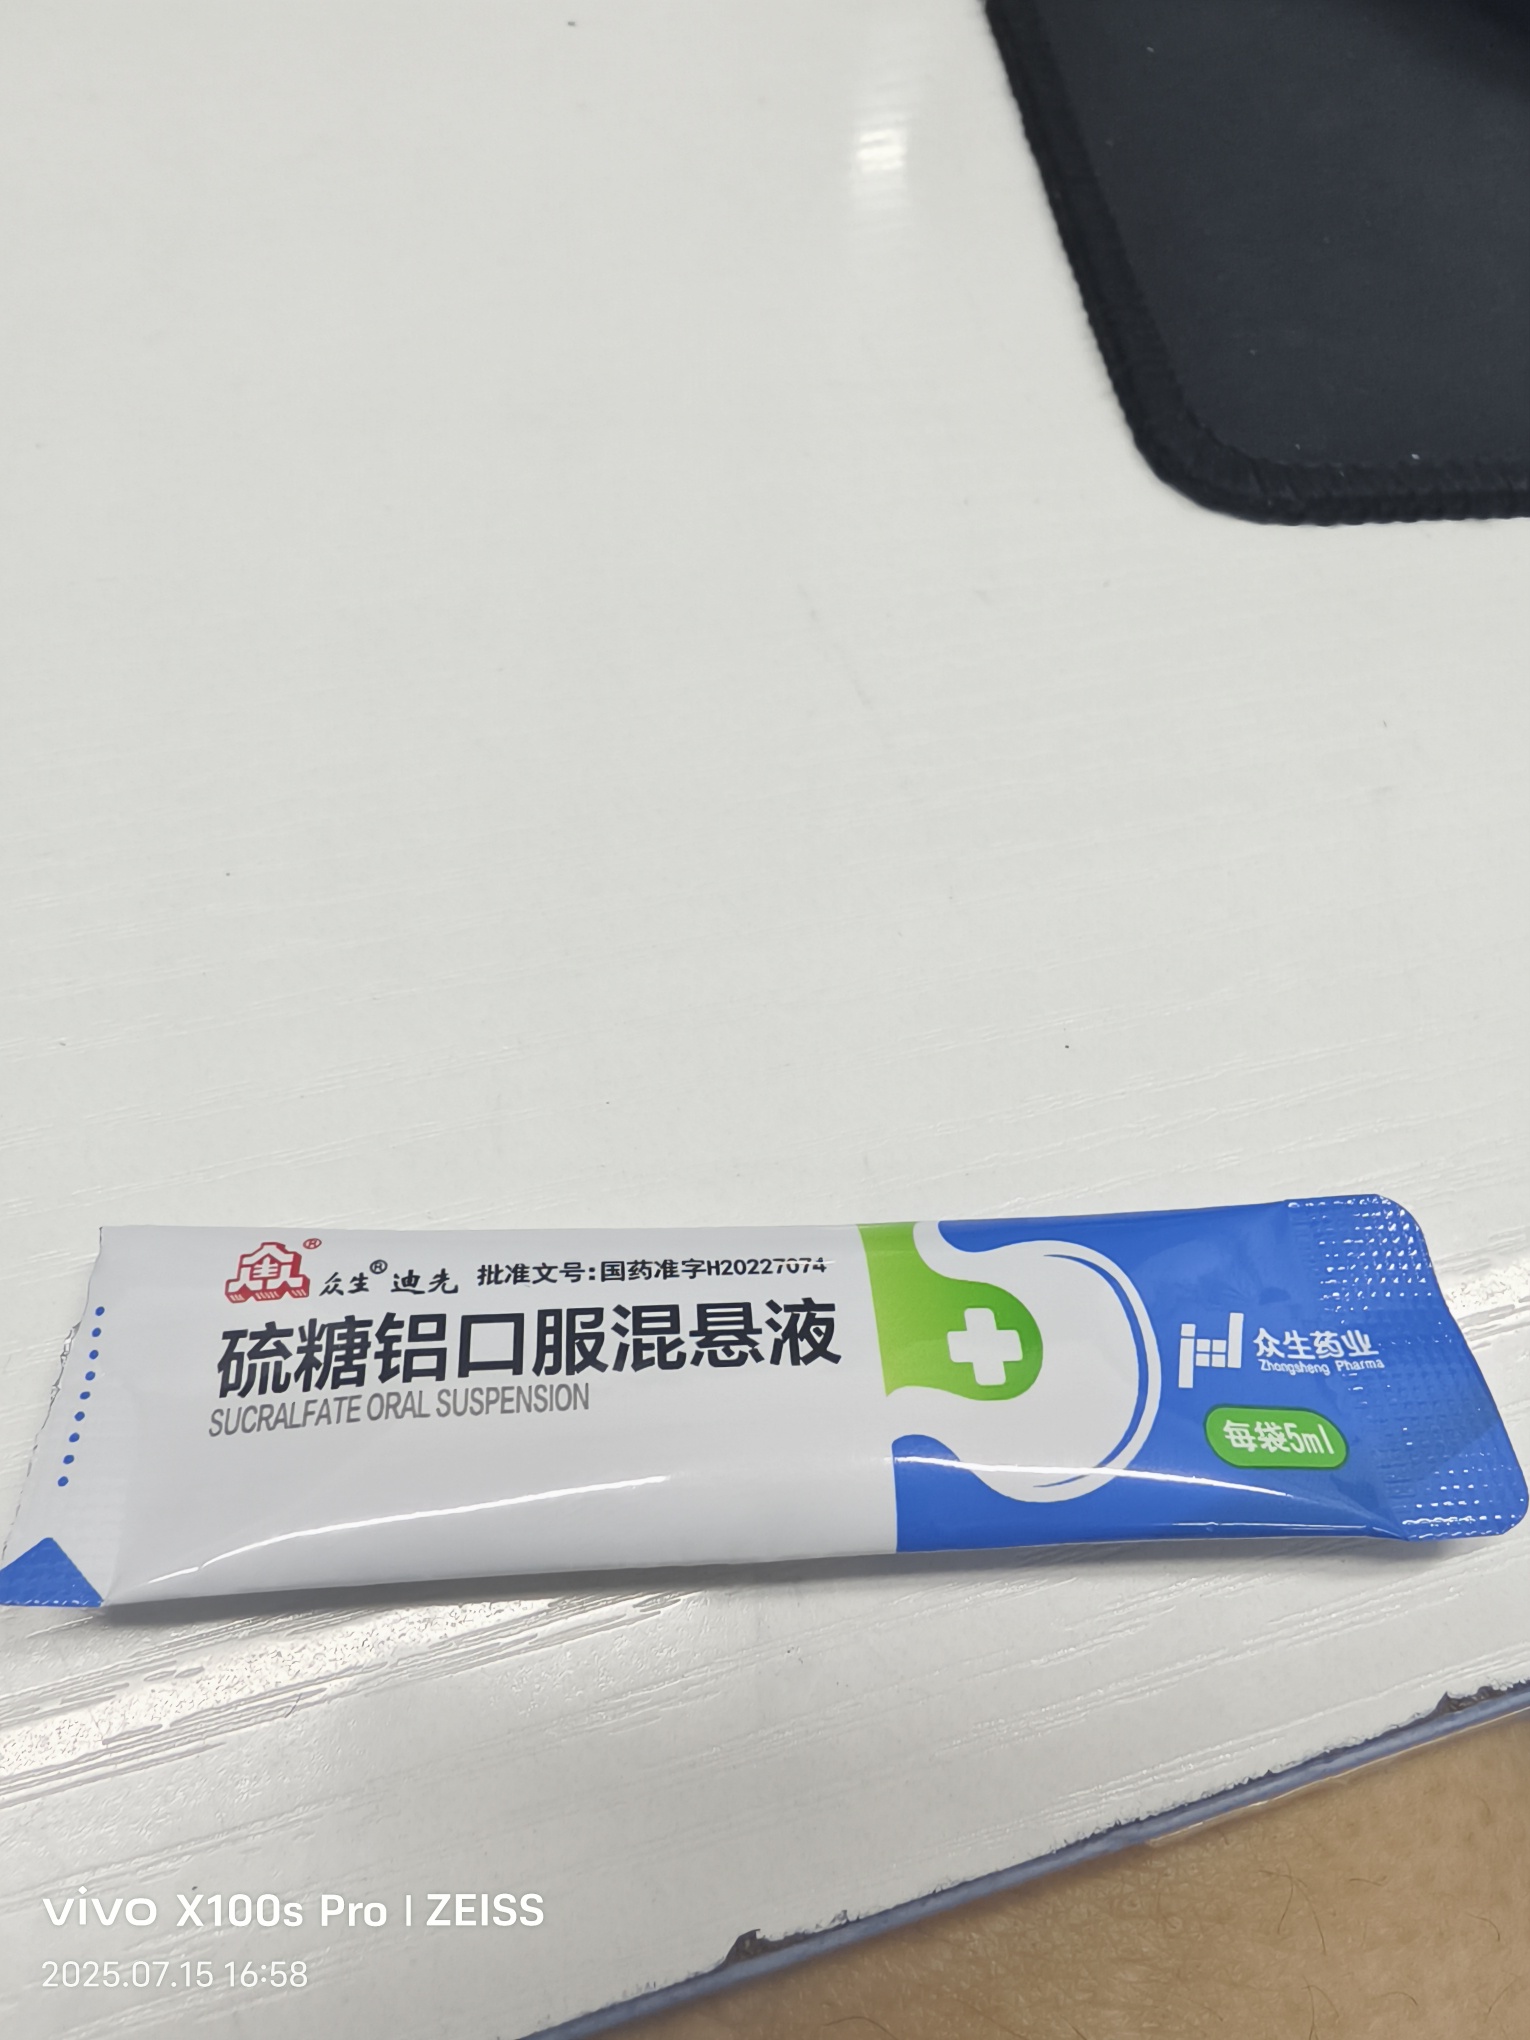 众生®迪先 批准文号:国药准字H20227074
硫糖铝口服混悬液
SUCRALFATE ORAL SUSPENSION
众生药业
Zhongsheng Pharma
每袋5ml
vivo X100s Pro | ZEISS
2025.07.15 16:58